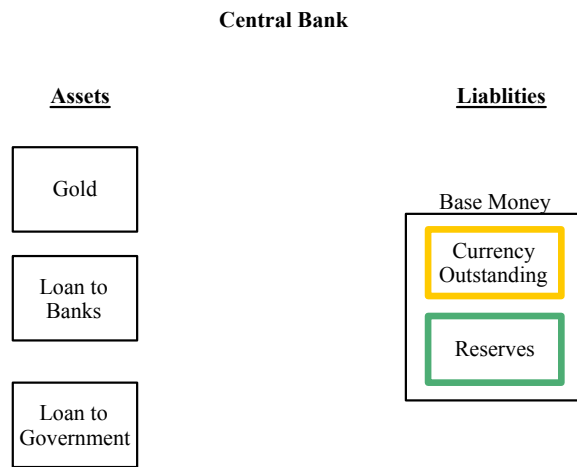 Central Bank
Assets
Liablities
Gold
Base Money
Currency
Outstanding
Loan to
Banks
Reserves
Loan to
Government